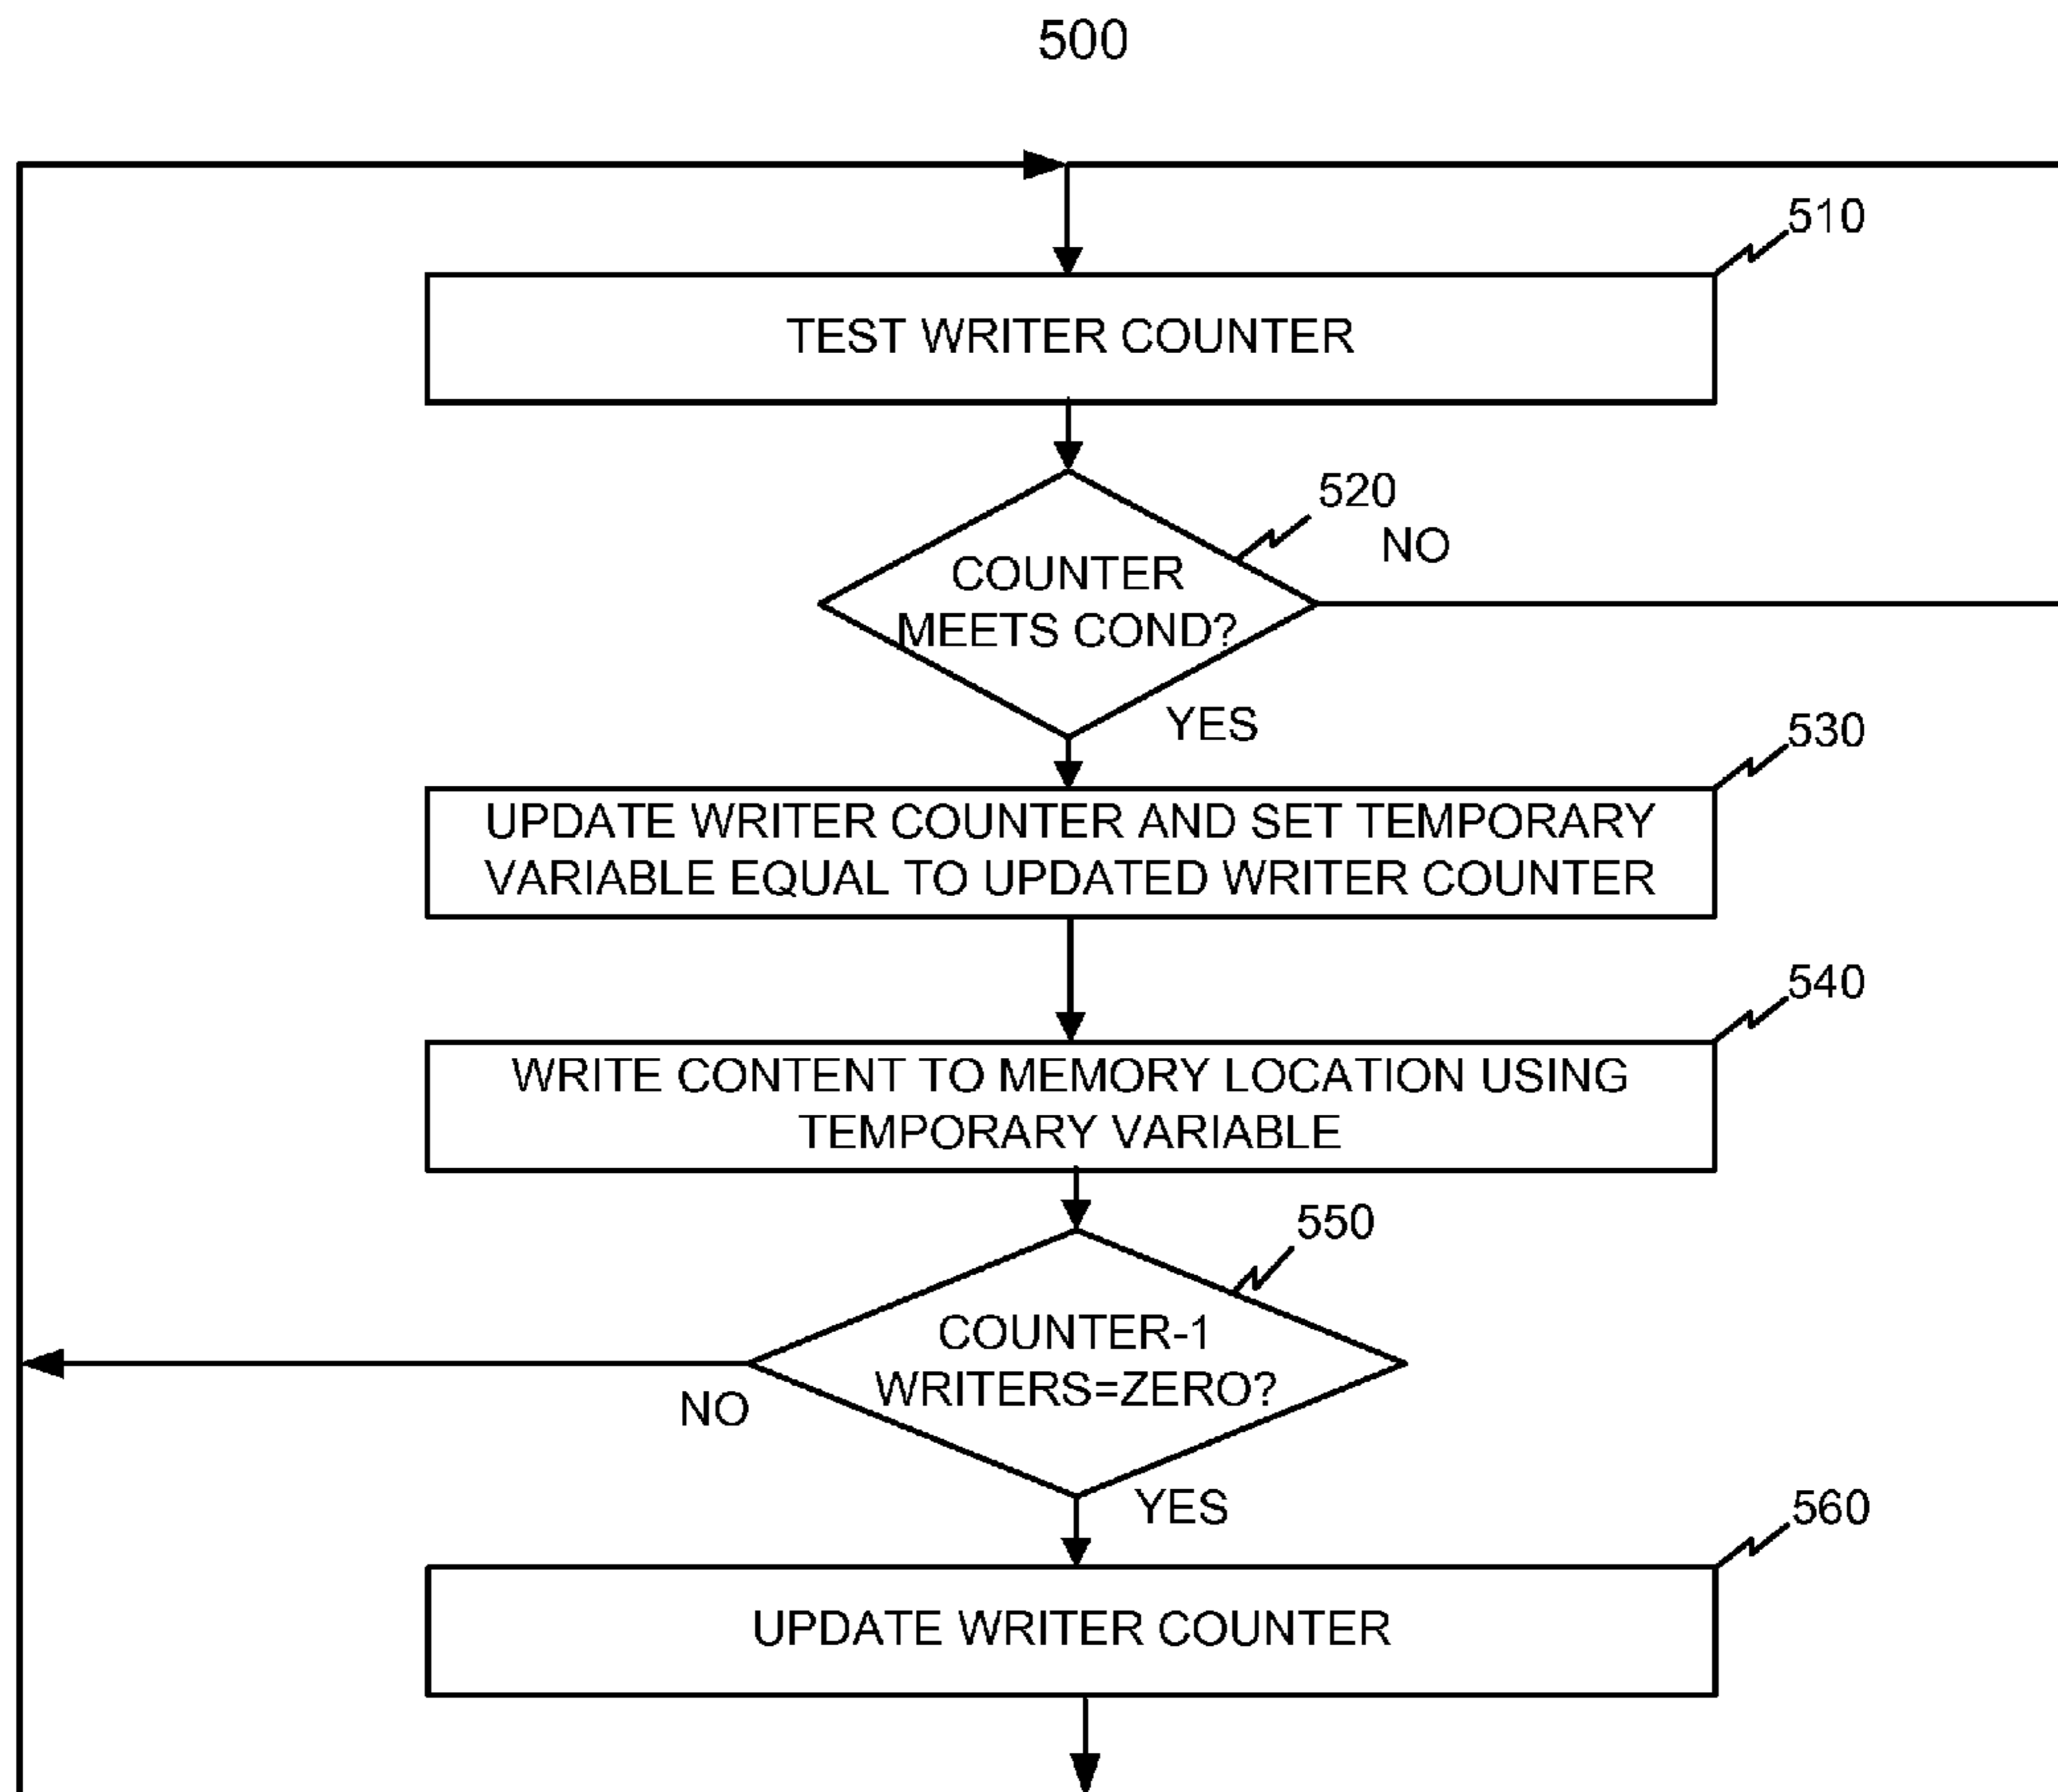 500
510
TEST WRITER COUNTER
520
NO
COUNTER
MEETS COND?
YES
530
UPDATE WRITER COUNTER AND SET TEMPORARY
VARIABLE EQUAL TO UPDATED WRITER COUNTER
540
WRITE CONTENT TO MEMORY LOCATION USING
TEMPORARY VARIABLE
550
COUNTER-1
WRITERS=ZERO?
NO
YES
560
UPDATE WRITER COUNTER